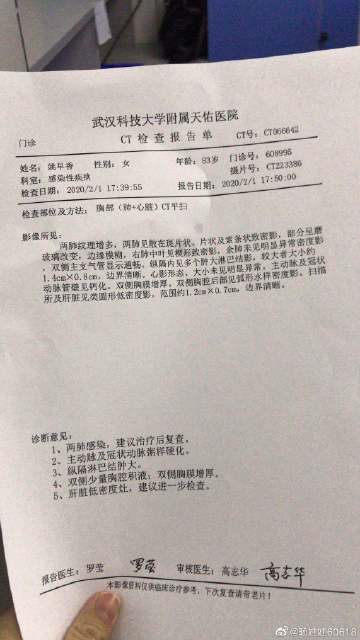 武汉科技大学附属天佑医院
门诊 CT检查报告单 CT号: CT066642
姓名: 姚早香 性别: 女 年龄: 83岁 门诊号: 608995
科室: 感染性疾病 摄片号: CT223386
检查日期: 2020/2/1 17:39:55 报告日期: 2020/2/1 17:50:00
检查部位及方法: 胸部(肺+心脏)CT平扫
影像所见:
两肺纹理增多, 两肺见散在斑片状、片状及索条状致密影, 部分呈磨
玻璃改变, 边缘模糊, 右肺中叶见楔形致密影, 余肺未见明显异常密度影
, 双侧主支气管显示通畅。纵隔内见多个肿大淋巴结影, 较大者大小约
1.4cm×0.8cm, 边界清晰。心影形态、大小未见明显异常, 主动脉及冠状
动脉管壁见钙化。双侧胸膜增厚, 双侧胸腔后部见弧形水样密度影。扫描
所及肝脏见类圆形低密度影, 范围约1.2cm×0.7cm, 边界清晰。
诊断意见:
1、两肺感染, 建议治疗后复查。
2、主动脉及冠状动脉粥样硬化。
3、纵隔淋巴结肿大。
4、双侧少量胸腔积液; 双侧胸膜增厚。
5、肝脏低密度灶, 建议进一步检查。
报告医生: 罗莹 罗莹 审核医生: 高志华 高志华
本影像资料仅供临床诊疗参考, 下次复查请带老片!